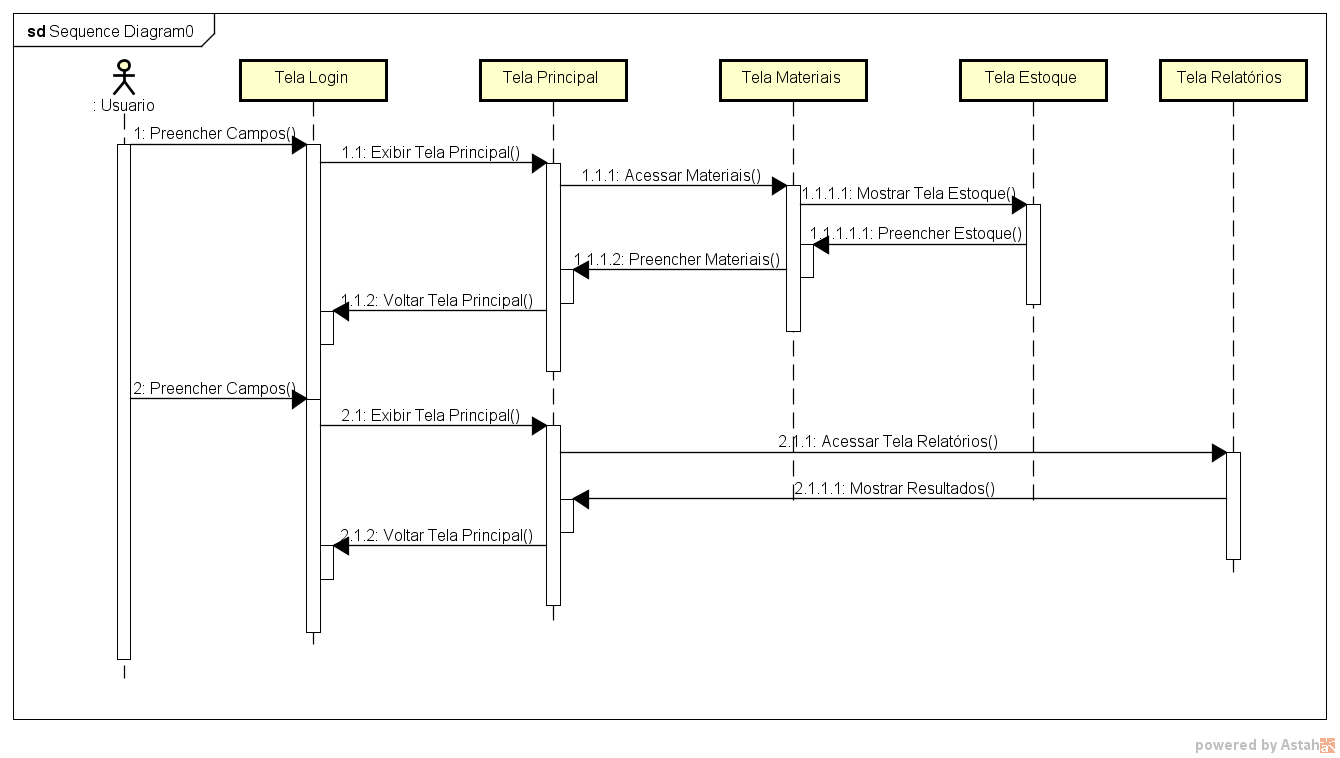 sd Sequence Diagram0
: Usuario
Tela Login
Tela Principal
Tela Materiais
Tela Estoque
Tela Relatórios
1: Preencher Campos()
1.1: Exibir Tela Principal()
1.1.1: Acessar Materiais()
1.1.1.1: Mostrar Tela Estoque()
1.1.1.1.1: Preencher Estoque()
1.1.1.2: Preencher Materiais()
1.1.2: Voltar Tela Principal()
2: Preencher Campos()
2.1: Exibir Tela Principal()
2.1.1: Acessar Tela Relatórios()
2.1.1.1: Mostrar Resultados()
2.1.2: Voltar Tela Principal()
powered by Astah